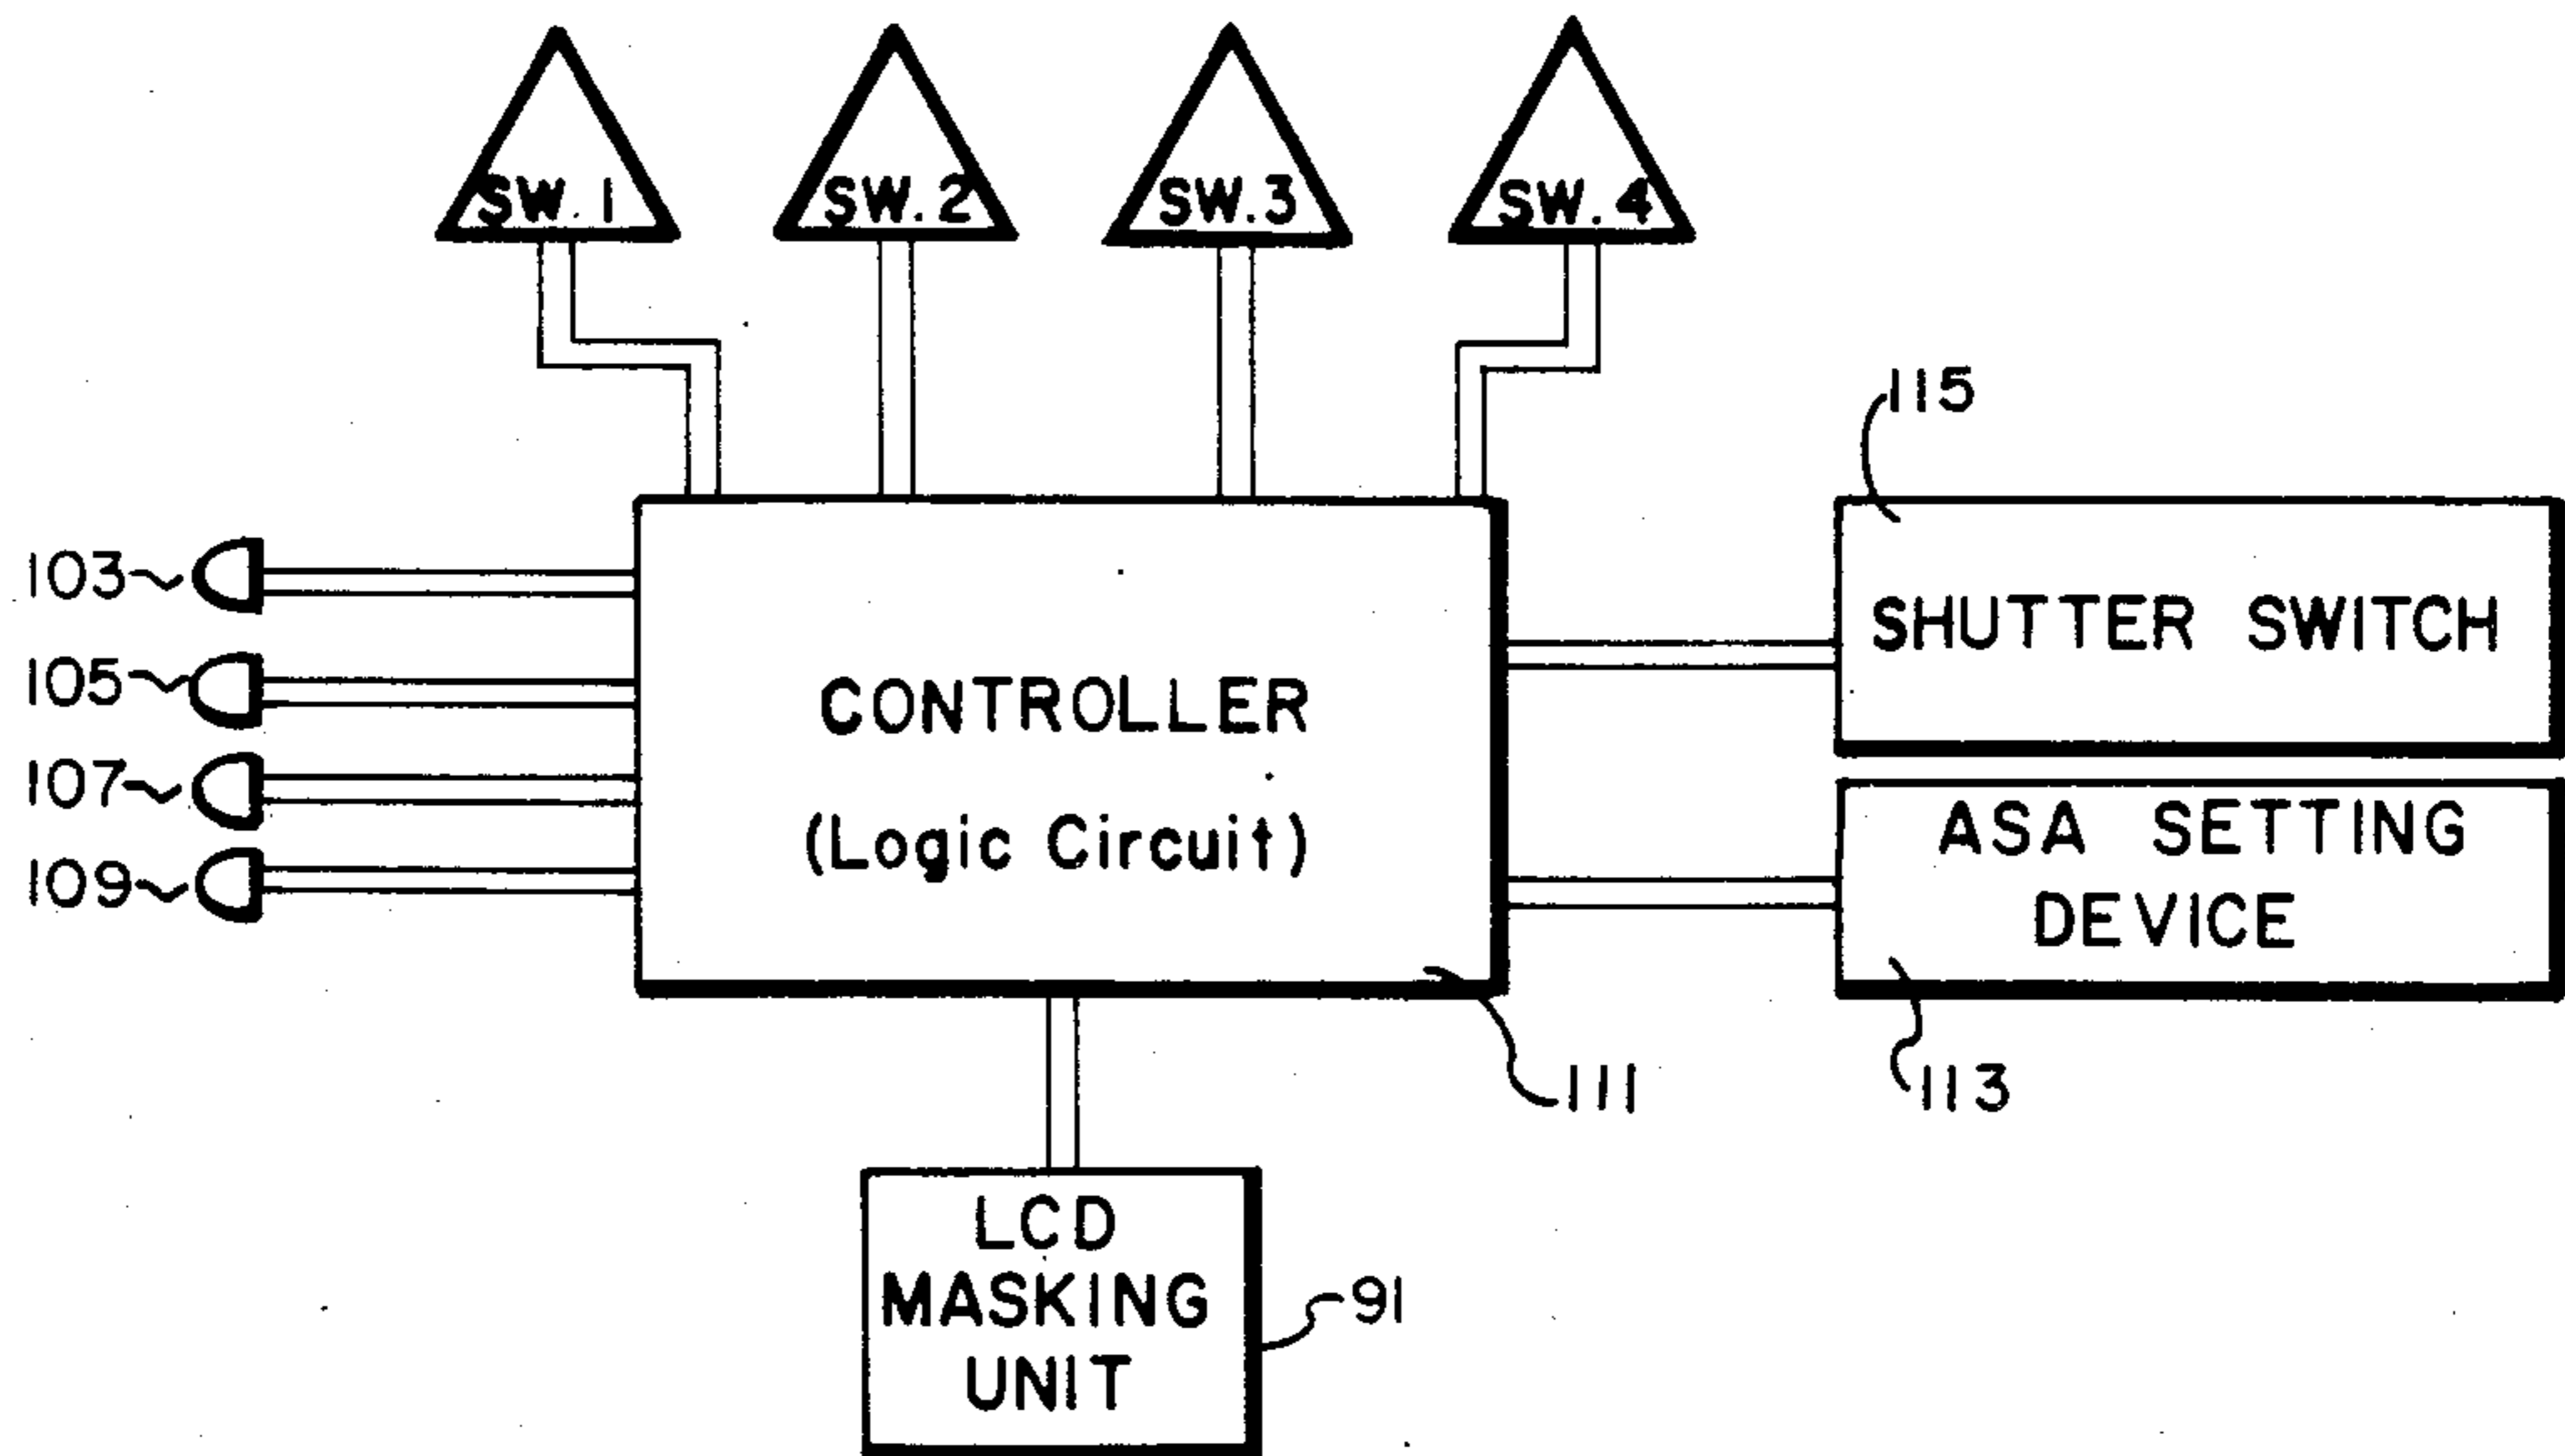 SW. 1
SW. 2
SW. 3
SW. 4
115
103
105
107
109
CONTROLLER
(Logic Circuit)
SHUTTER SWITCH
ASA SETTING
DEVICE
111
113
LCD
MASKING
UNIT
91